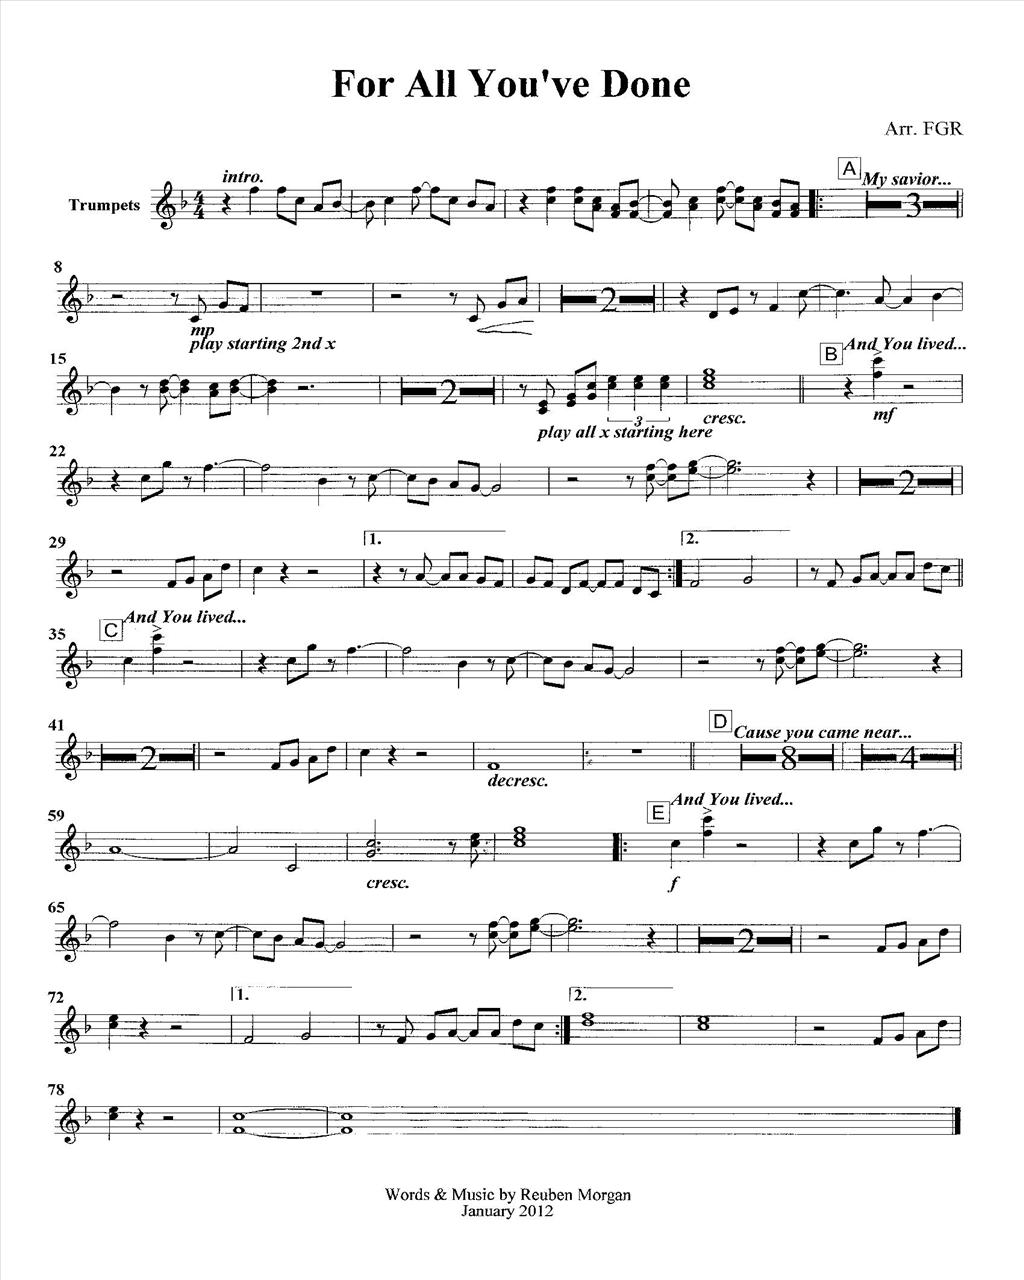 For All You've Done
Arr. FGR
intro.
A
My savior...
Trumpets
4
4
3
8
2
mp
play starting 2nd x
15
2
3
play all x starting here
cresc.
B
And You lived...
mf
22
2
29
1.
2.
35
C
And You lived...
41
2
decresc.
D
Cause you came near...
8
4
59
cresc.
E
And You lived...
f
65
2
72
1.
2.
78
Words & Music by Reuben Morgan
January 2012